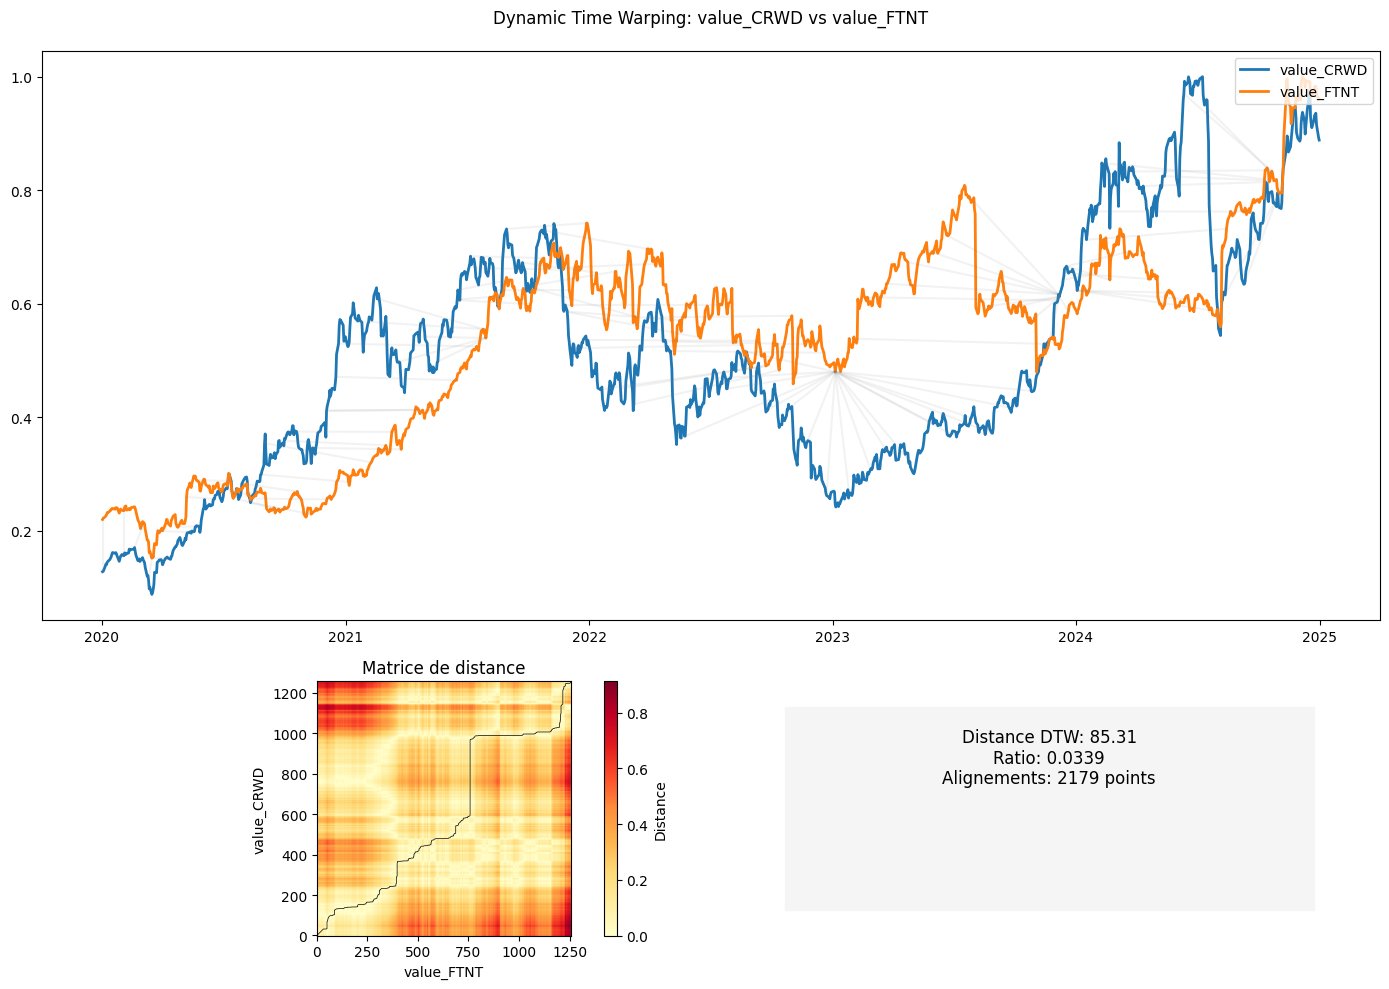 Dynamic Time Warping: value_CRWD vs value_FTNT
value_CRWD
value_FTNT
1.0
0.8
0.6
0.4
0.2
2020 2021 2022 2023 2024 2025
Matrice de distance
value_CRWD
1200
1000
800
600
400
200
0
0 250 500 750 1000 1250
value_FTNT
0.8
0.6
0.4
0.2
0.0
Distance
Distance DTW: 85.31
Ratio: 0.0339
Alignements: 2179 points